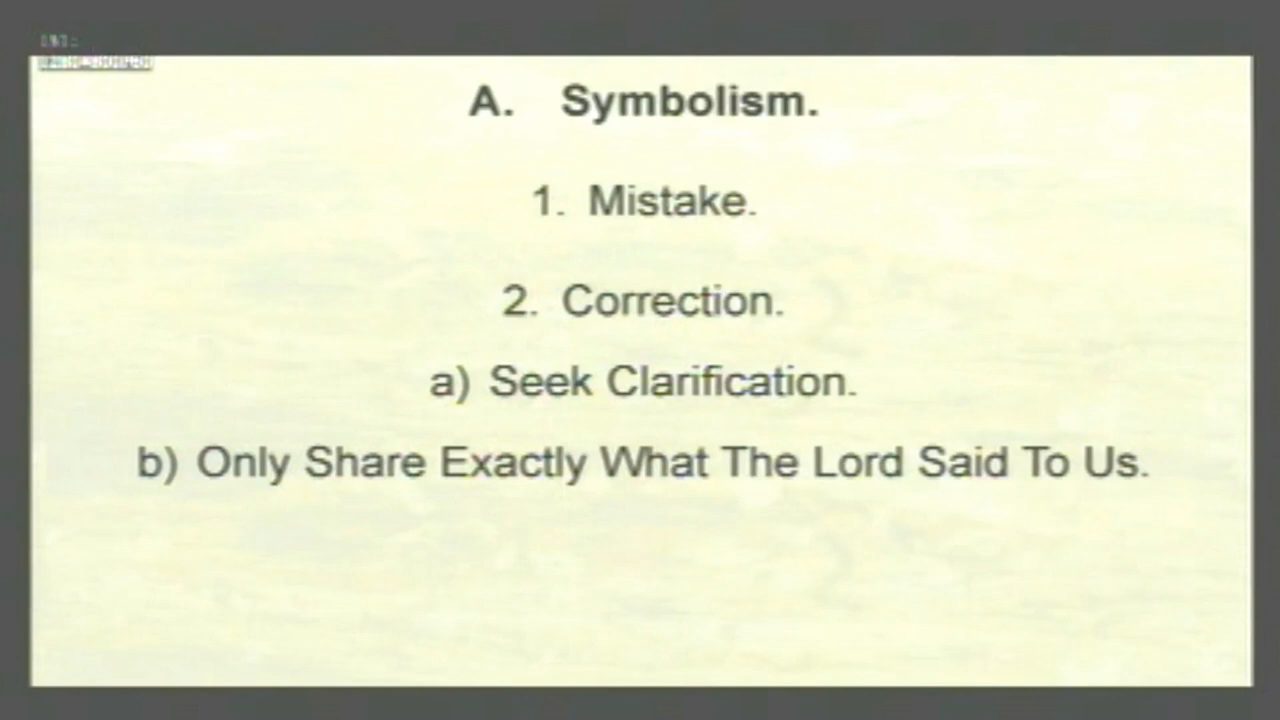 A. Symbolism.
1. Mistake.
2. Correction.
a) Seek Clarification.
b) Only Share Exactly What The Lord Said To Us.